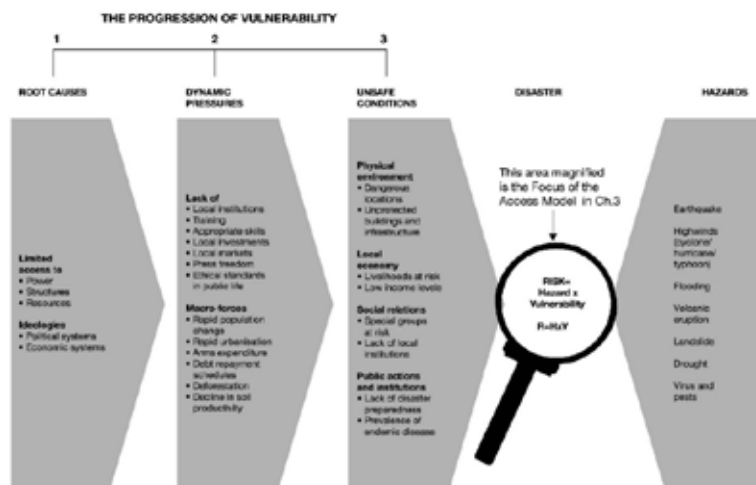 THE PROGRESSION OF VULNERABILITY
1
2
3
ROOT CAUSES
DYNAMIC
PRESSURES
UNSAFE
CONDITIONS
DISASTER
HAZARDS
Limited
access to
• Power
• Structures
• Resources
Ideologies
• Political systems
• Economic systems
Lack of
• Local institutions
• Training
• Appropriate skills
• Local investments
• Local markets
• Press freedom
• Ethical standards
in public life
Macro-forces
• Rapid population
change
• Rapid urbanisation
• Arms expenditure
• Debt repayment
schedules
• Deforestation
• Decline in soil
productivity
Physical
environment
• Dangerous
locations
• Unprotected
buildings and
infrastructure
Local
economy
• Livelihoods at risk
• Low income levels
Social relations
• Special groups
at risk
• Lack of local
institutions
Public actions
and institutions
• Lack of disaster
preparedness
• Prevalence of
endemic disease
This area magnified
is the Focus of the
Access Model in Ch.3
RISK=
Hazard x
Vulnerability
R=HxV
Earthquake
Highwinds
(cyclone/
hurricane/
typhoon)
Flooding
Volcanic
eruption
Landslide
Drought
Virus and
pests